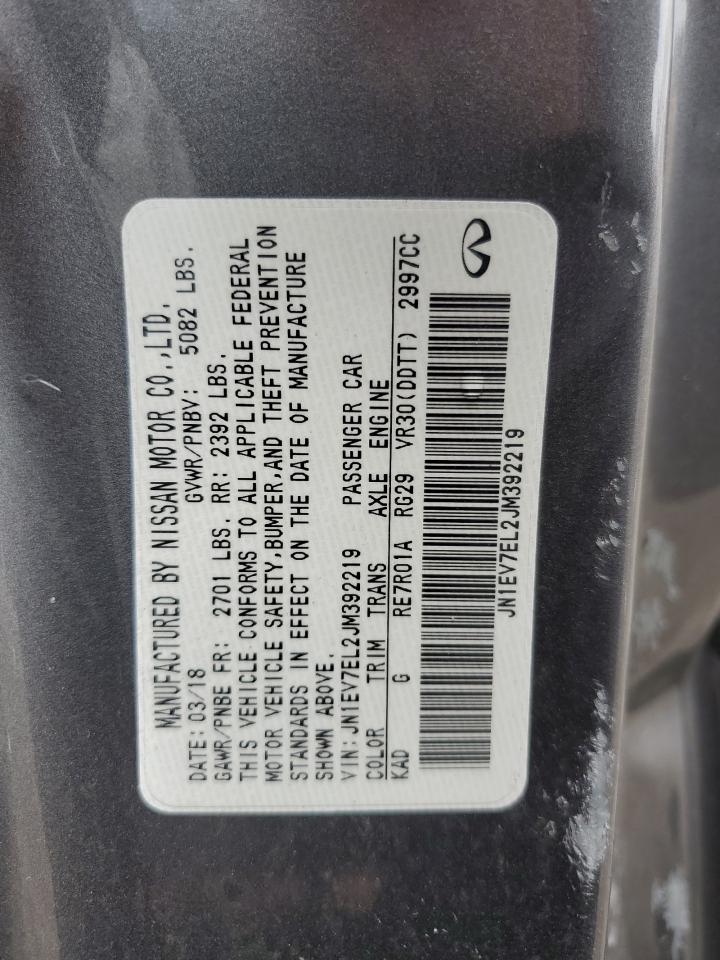 MANUFACTURED BY NISSAN MOTOR CO.,LTD.
DATE: 03/18 GVWR/PNBV: 5082 LBS.
GAWR/PNBE FR: 2701 LBS. RR: 2392 LBS.
THIS VEHICLE CONFORMS TO ALL APPLICABLE FEDERAL
MOTOR VEHICLE SAFETY,BUMPER,AND THEFT PREVENTION
STANDARDS IN EFFECT ON THE DATE OF MANUFACTURE
SHOWN ABOVE.
VIN: JN1EV7EL2JM392219 PASSENGER CAR
COLOR TRIM TRANS AXLE ENGINE
KAD G RE7R01A RG29 VR30(DDTT) 2997CC
JN1EV7EL2JM392219